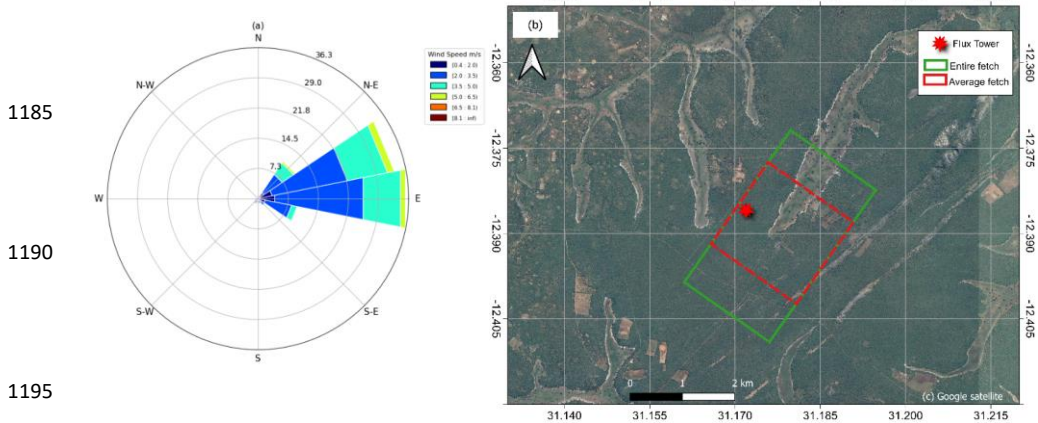 1185
1190
1195
(a)
N
N-E
E
S-E
S
S-W
W
N-W
7.3
14.5
21.8
29.0
36.3
Wind Speed m/s
[0.4 : 2.0)
[2.0 : 3.5)
[3.5 : 5.0)
[5.0 : 6.5)
[6.5 : 8.1)
[8.1 : inf)
(b)
Flux Tower
Entire fetch
Average fetch
-12.360
-12.375
-12.390
-12.405
-12.360
-12.375
-12.390
-12.405
0 1 2 km
(c) Google satellite
31.140 31.155 31.170 31.185 31.200 31.215